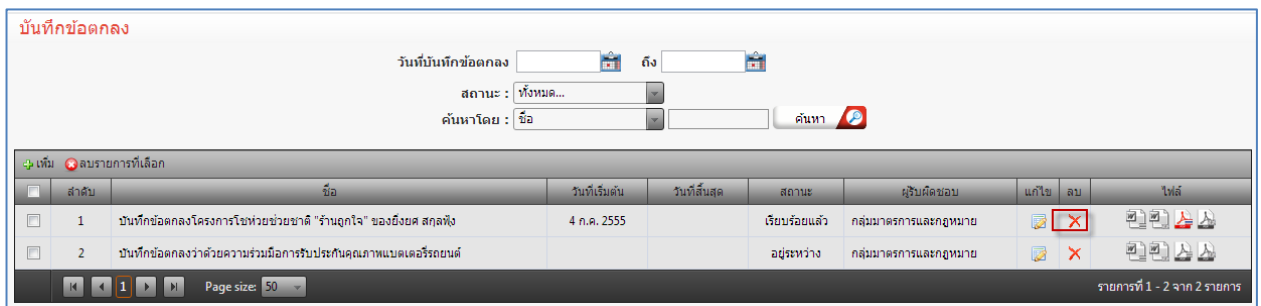 บันทึกข้อตกลง
วันที่บันทึกข้อตกลง ถึง
สถานะ : ทั้งหมด...
ค้นหาโดย : ชื่อ ค้นหา
เพิ่ม ลบรายการที่เลือก
ลำดับ ชื่อ วันที่เริ่มต้น วันที่สิ้นสุด สถานะ ผู้รับผิดชอบ แก้ไข ลบ ไฟล์
1 บันทึกข้อตกลงโครงการโชห่วยช่วยชาติ "ร้านถูกใจ" ของยิ่งยศ สกุลฟุ้ง 4 ก.ค. 2555 เรียบร้อยแล้ว กลุ่มมาตรการและกฎหมาย
2 บันทึกข้อตกลงว่าด้วยความร่วมมือการรับประกันคุณภาพแบตเตอรี่รถยนต์ อยู่ระหว่าง กลุ่มมาตรการและกฎหมาย
1 Page size: 50 รายการที่ 1 - 2 จาก 2 รายการ